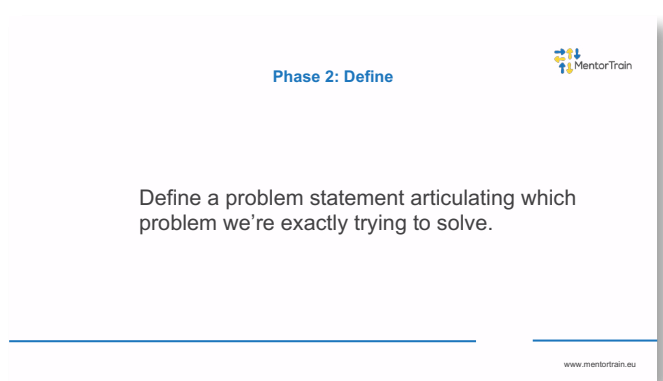 MentorTrain
Phase 2: Define
Define a problem statement articulating which
problem we’re exactly trying to solve.
www.mentortrain.eu